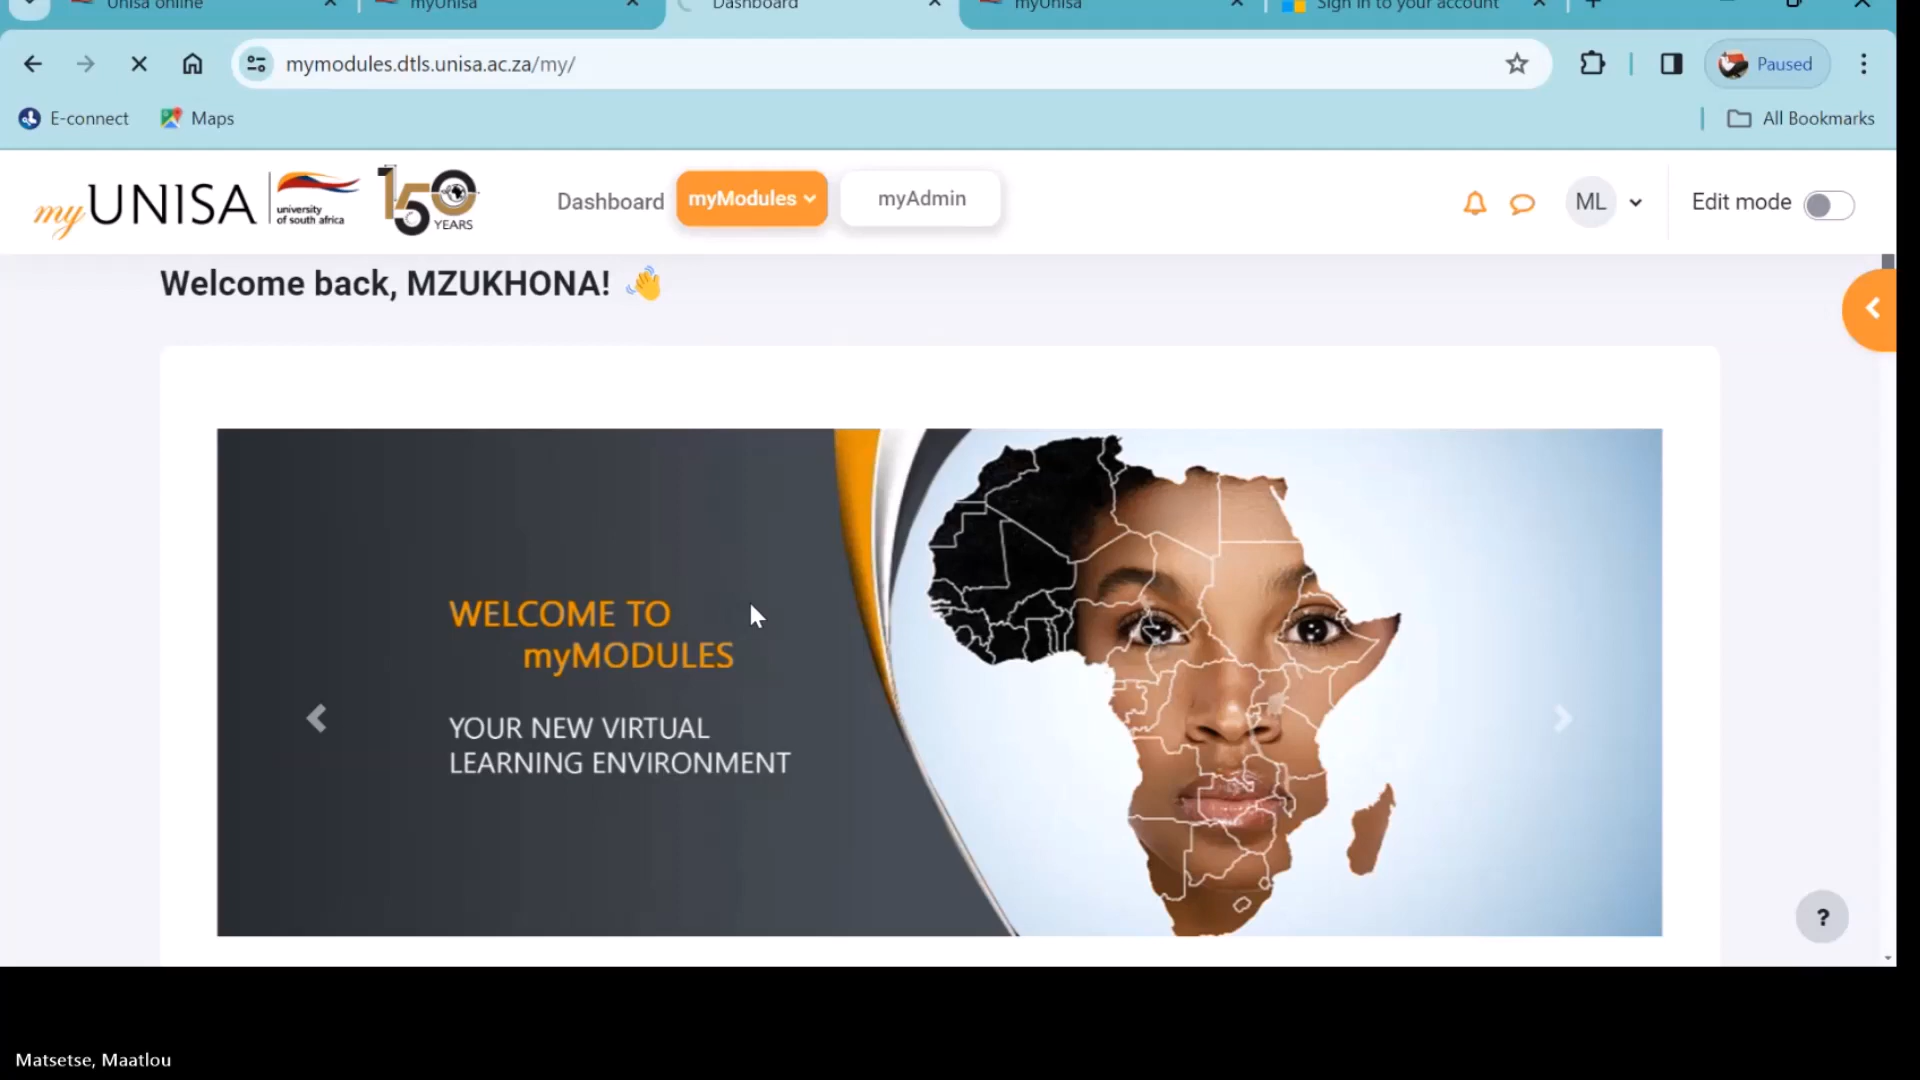 Unisa online
myUnisa
Dashboard
myUnisa
Sign in to your account
mymodules.dtls.unisa.ac.za/my/
Paused
E-connect
Maps
All Bookmarks
myUNISA
university
of south africa
150
YEARS
Dashboard
myModules
myAdmin
ML
Edit mode
Welcome back, MZUKHONA! 👋
WELCOME TO
myMODULES
YOUR NEW VIRTUAL
LEARNING ENVIRONMENT
?
Matsetse, Maatlou